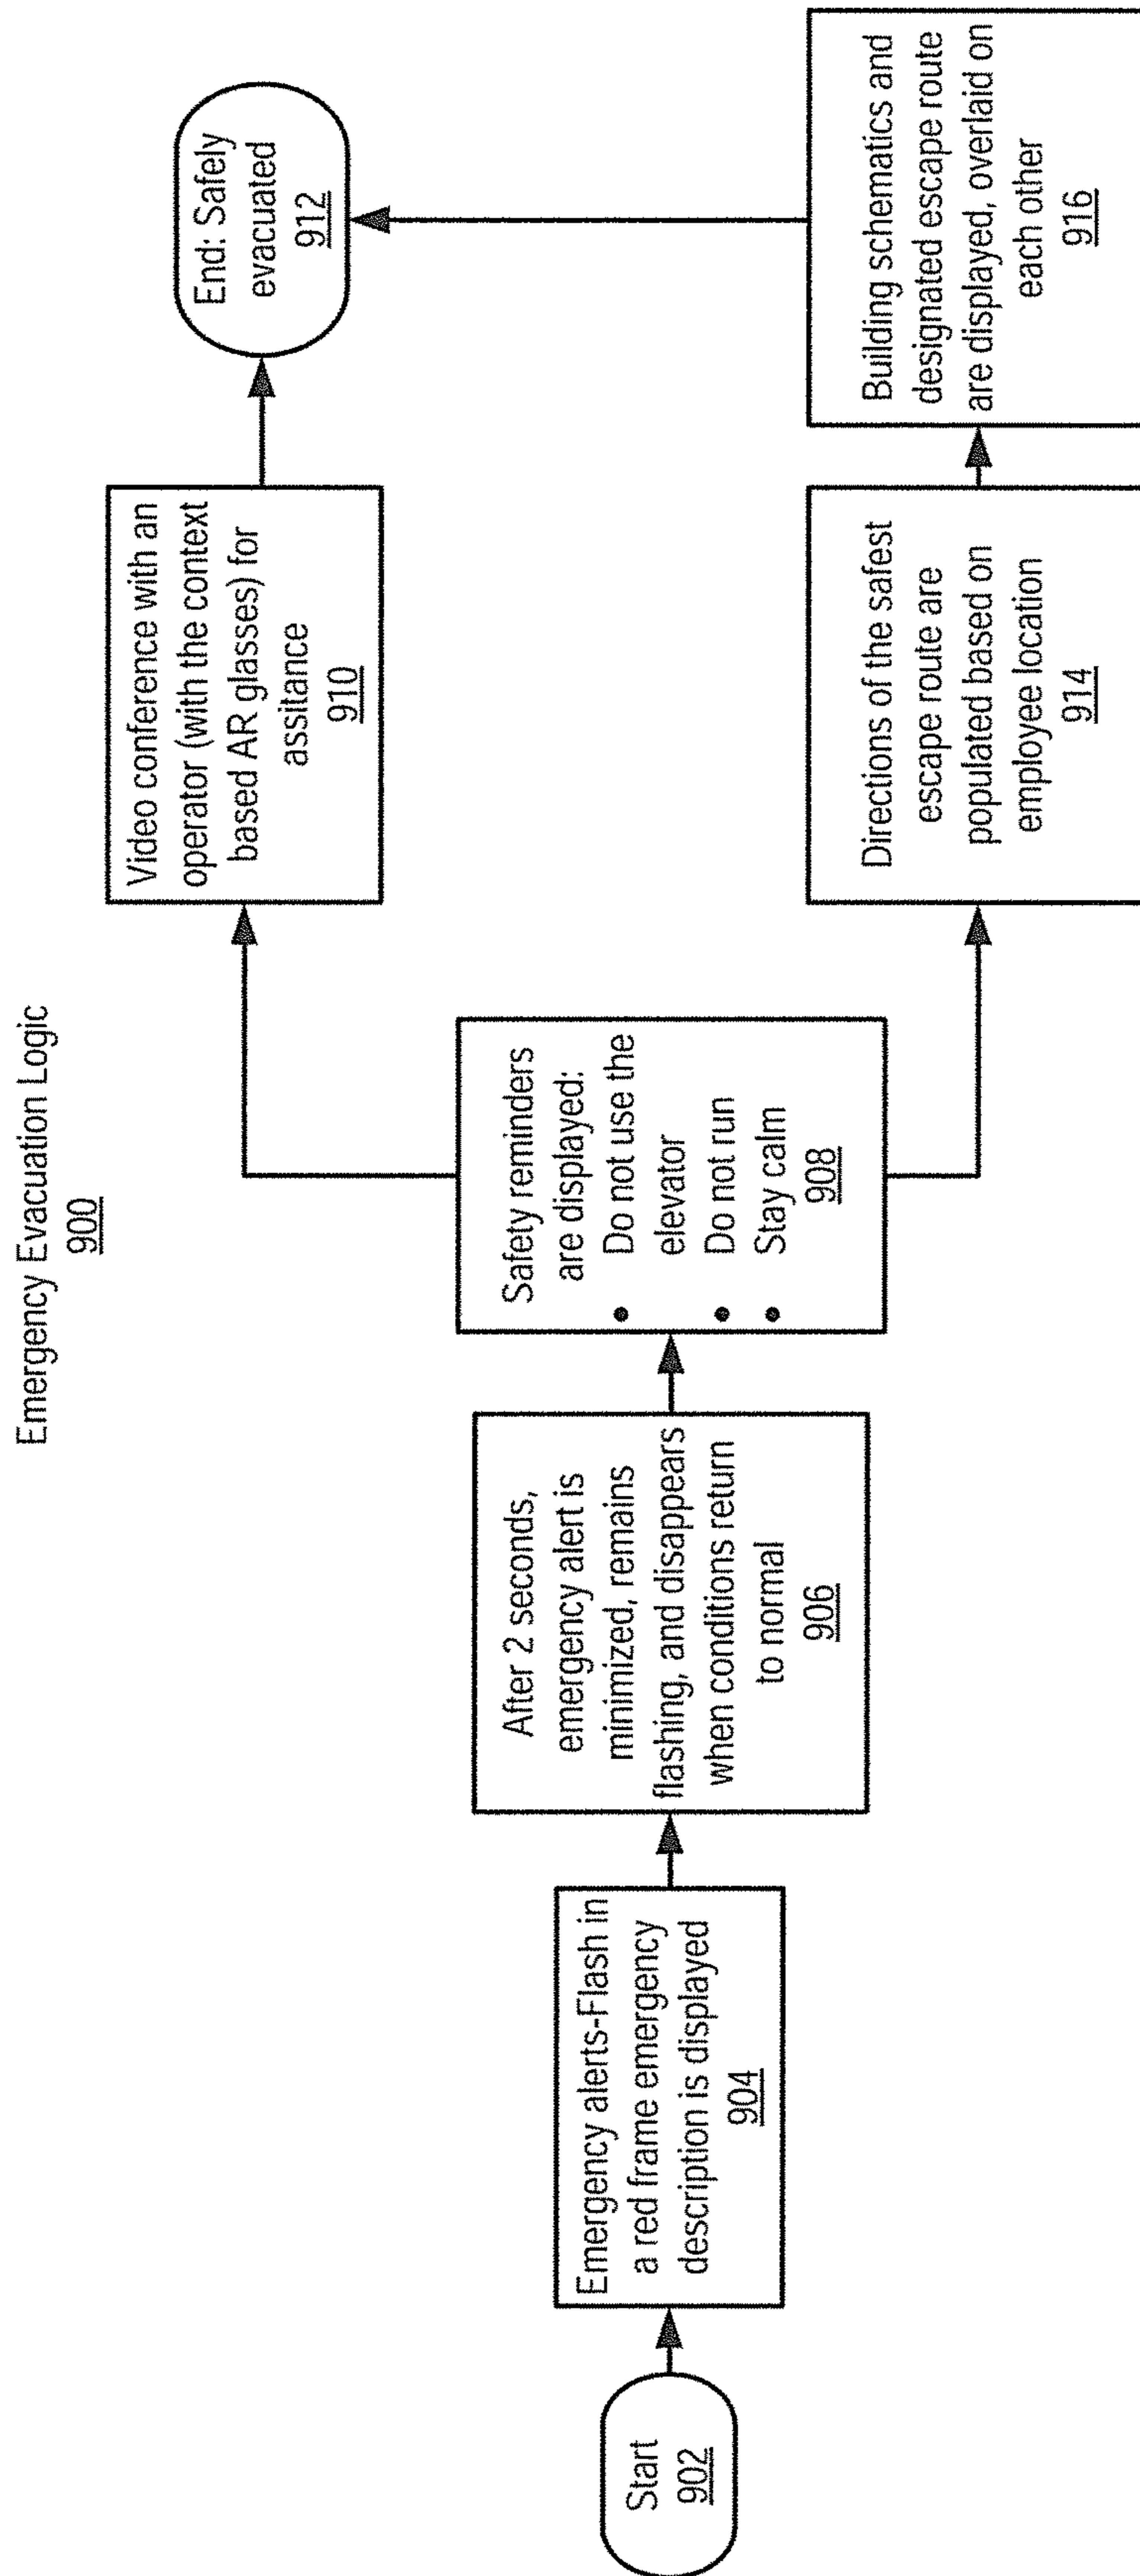 Emergency Evacuation Logic
900
Start
902
Emergency alerts-Flash in
a red frame emergency
description is displayed
904
After 2 seconds,
emergency alert is
minimized, remains
flashing, and disappears
when conditions return
to normal
906
Safety reminders
are displayed:
• Do not use the
elevator
• Do not run
• Stay calm
908
Video conference with an
operator (with the context
based AR glasses) for
assitance
910
End: Safely
evacuated
912
Directions of the safest
escape route are
populated based on
employee location
914
Building schematics and
designated escape route
are displayed, overlaid on
each other
916